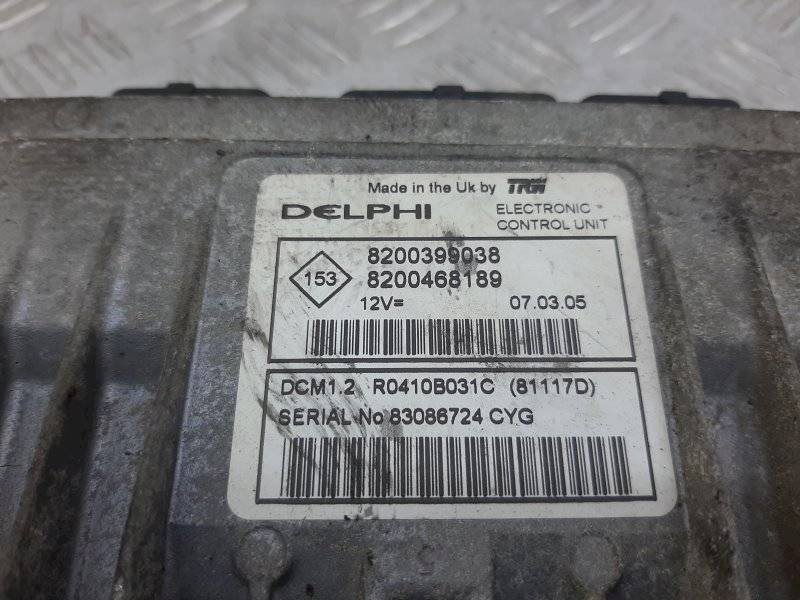 Made in the Uk by TRW
DELPHI
ELECTRONIC
CONTROL UNIT
153
8200399038
8200468189
12V=
07.03.05
DCM1.2 R0410B031C (81117D)
SERIAL No 83086724 CYG